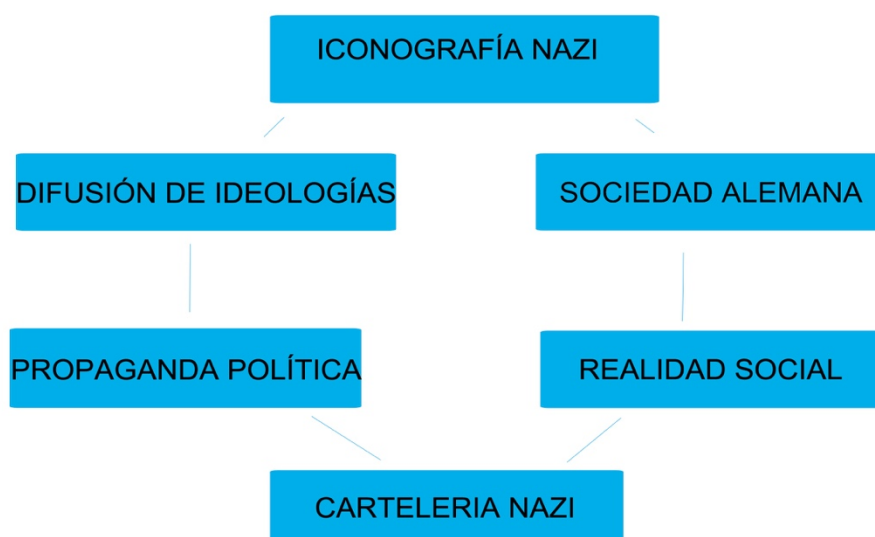 ICONOGRAFÍA NAZI
DIFUSIÓN DE IDEOLOGÍAS
SOCIEDAD ALEMANA
PROPAGANDA POLÍTICA
REALIDAD SOCIAL
CARTELERIA NAZI